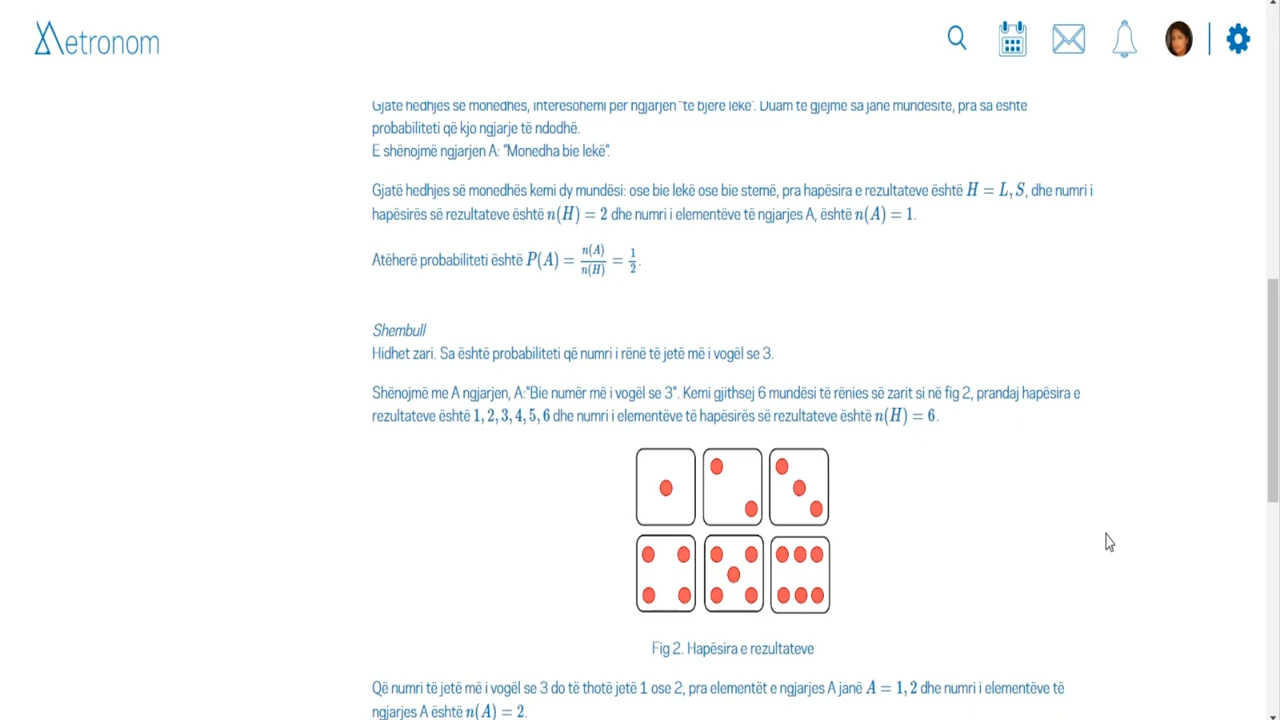 Metronom
Gjatë hedhjes së monedhës, interesohemi për ngjarjen "të bjerë lekë". Duam të gjejmë sa janë mundësitë, pra sa është
probabiliteti që kjo ngjarje të ndodhë.
E shënojmë ngjarjen A: "Monedha bie lekë".
Gjatë hedhjes së monedhës kemi dy mundësi: ose bie lekë ose bie stemë, pra hapësira e rezultateve është H = L, S, dhe numri i
hapësirës së rezultateve është n(H) = 2 dhe numri i elementëve të ngjarjes A, është n(A) = 1.
Atëherë probabiliteti është P(A) = n(A)/n(H) = 1/2.
Shembull
Hidhet zari. Sa është probabiliteti që numri i rënë të jetë më i vogël se 3.
Shënojmë me A ngjarjen, A:"Bie numër më i vogël se 3". Kemi gjithsej 6 mundësi të rënies së zarit si në fig 2, prandaj hapësira e
rezultateve është 1, 2, 3, 4, 5, 6 dhe numri i elementëve të hapësirës së rezultateve është n(H) = 6.
Fig 2. Hapësira e rezultateve
Që numri të jetë më i vogël se 3 do të thotë jetë 1 ose 2, pra elementët e ngjarjes A janë A = 1, 2 dhe numri i elementëve të
ngjarjes A është n(A) = 2.